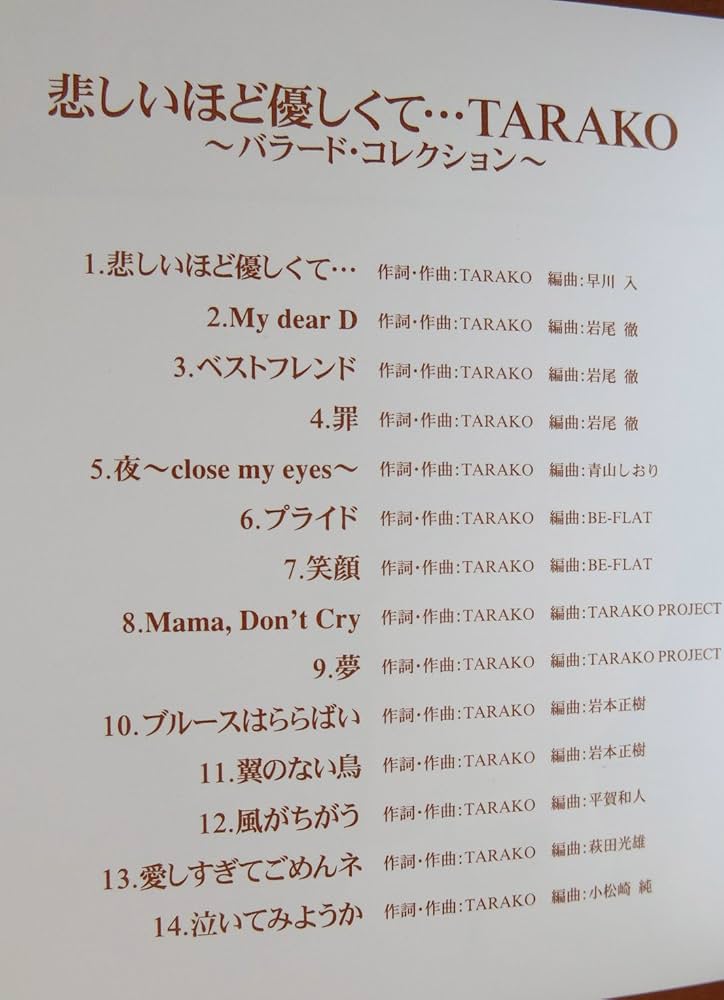 悲しいほど優しくて…TARAKO
～バラード・コレクション～
1.悲しいほど優しくて… 作詞・作曲:TARAKO 編曲:早川 入
2.My dear D 作詞・作曲:TARAKO 編曲:岩尾 徹
3.ベストフレンド 作詞・作曲:TARAKO 編曲:岩尾 徹
4.罪 作詞・作曲:TARAKO 編曲:岩尾 徹
5.夜～close my eyes～ 作詞・作曲:TARAKO 編曲:青山しおり
6.プライド 作詞・作曲:TARAKO 編曲:BE-FLAT
7.笑顔 作詞・作曲:TARAKO 編曲:BE-FLAT
8.Mama, Don't Cry 作詞・作曲:TARAKO 編曲:TARAKO PROJECT
9.夢 作詞・作曲:TARAKO 編曲:TARAKO PROJECT
10.ブルースはららばい 作詞・作曲:TARAKO 編曲:岩本正樹
11.翼のない鳥 作詞・作曲:TARAKO 編曲:岩本正樹
12.風がちがう 作詞・作曲:TARAKO 編曲:平賀和人
13.愛しすぎてごめんネ 作詞・作曲:TARAKO 編曲:萩田光雄
14.泣いてみようか 作詞・作曲:TARAKO 編曲:小松崎 純